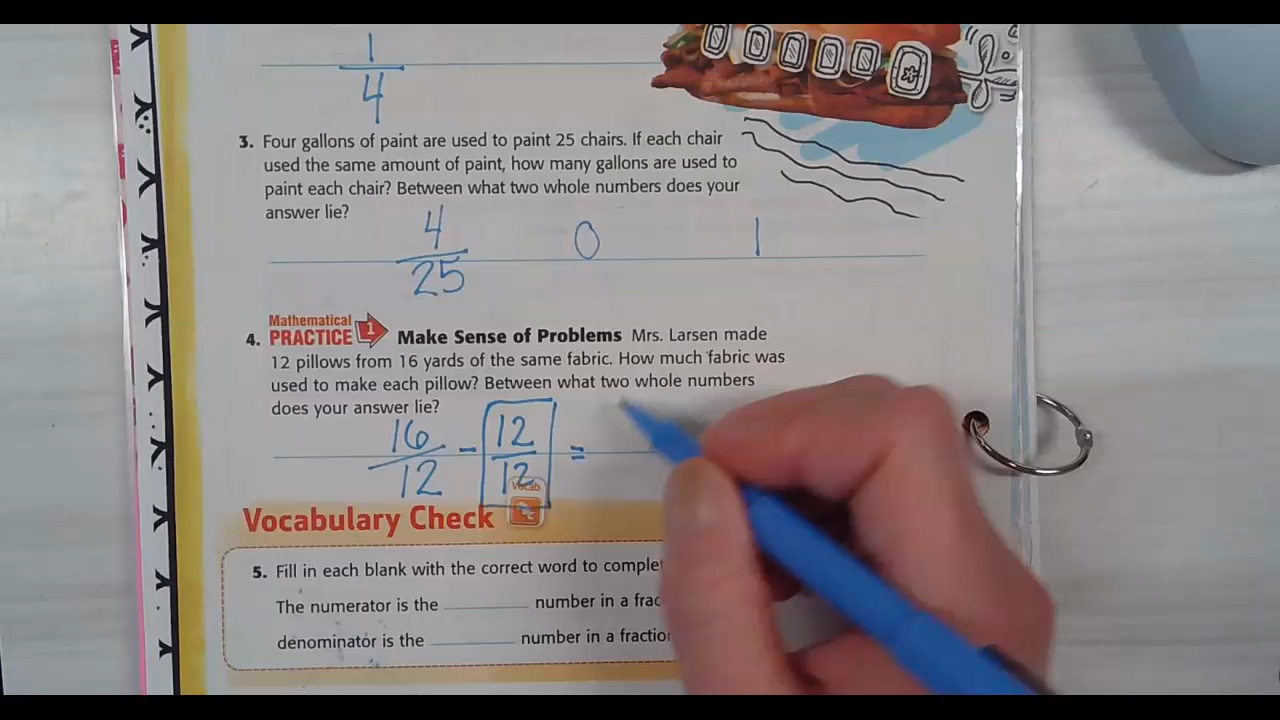 1
4
3. Four gallons of paint are used to paint 25 chairs. If each chair
used the same amount of paint, how many gallons are used to
paint each chair? Between what two whole numbers does your
answer lie?
4 0 1
25
Mathematical
4. PRACTICE 1 Make Sense of Problems Mrs. Larsen made
12 pillows from 16 yards of the same fabric. How much fabric was
used to make each pillow? Between what two whole numbers
does your answer lie?
16 - 12 =
12 12
Vocab
Vocabulary Check
5. Fill in each blank with the correct word to
The numerator is the ________ number in a
denominator is the ________ number in a